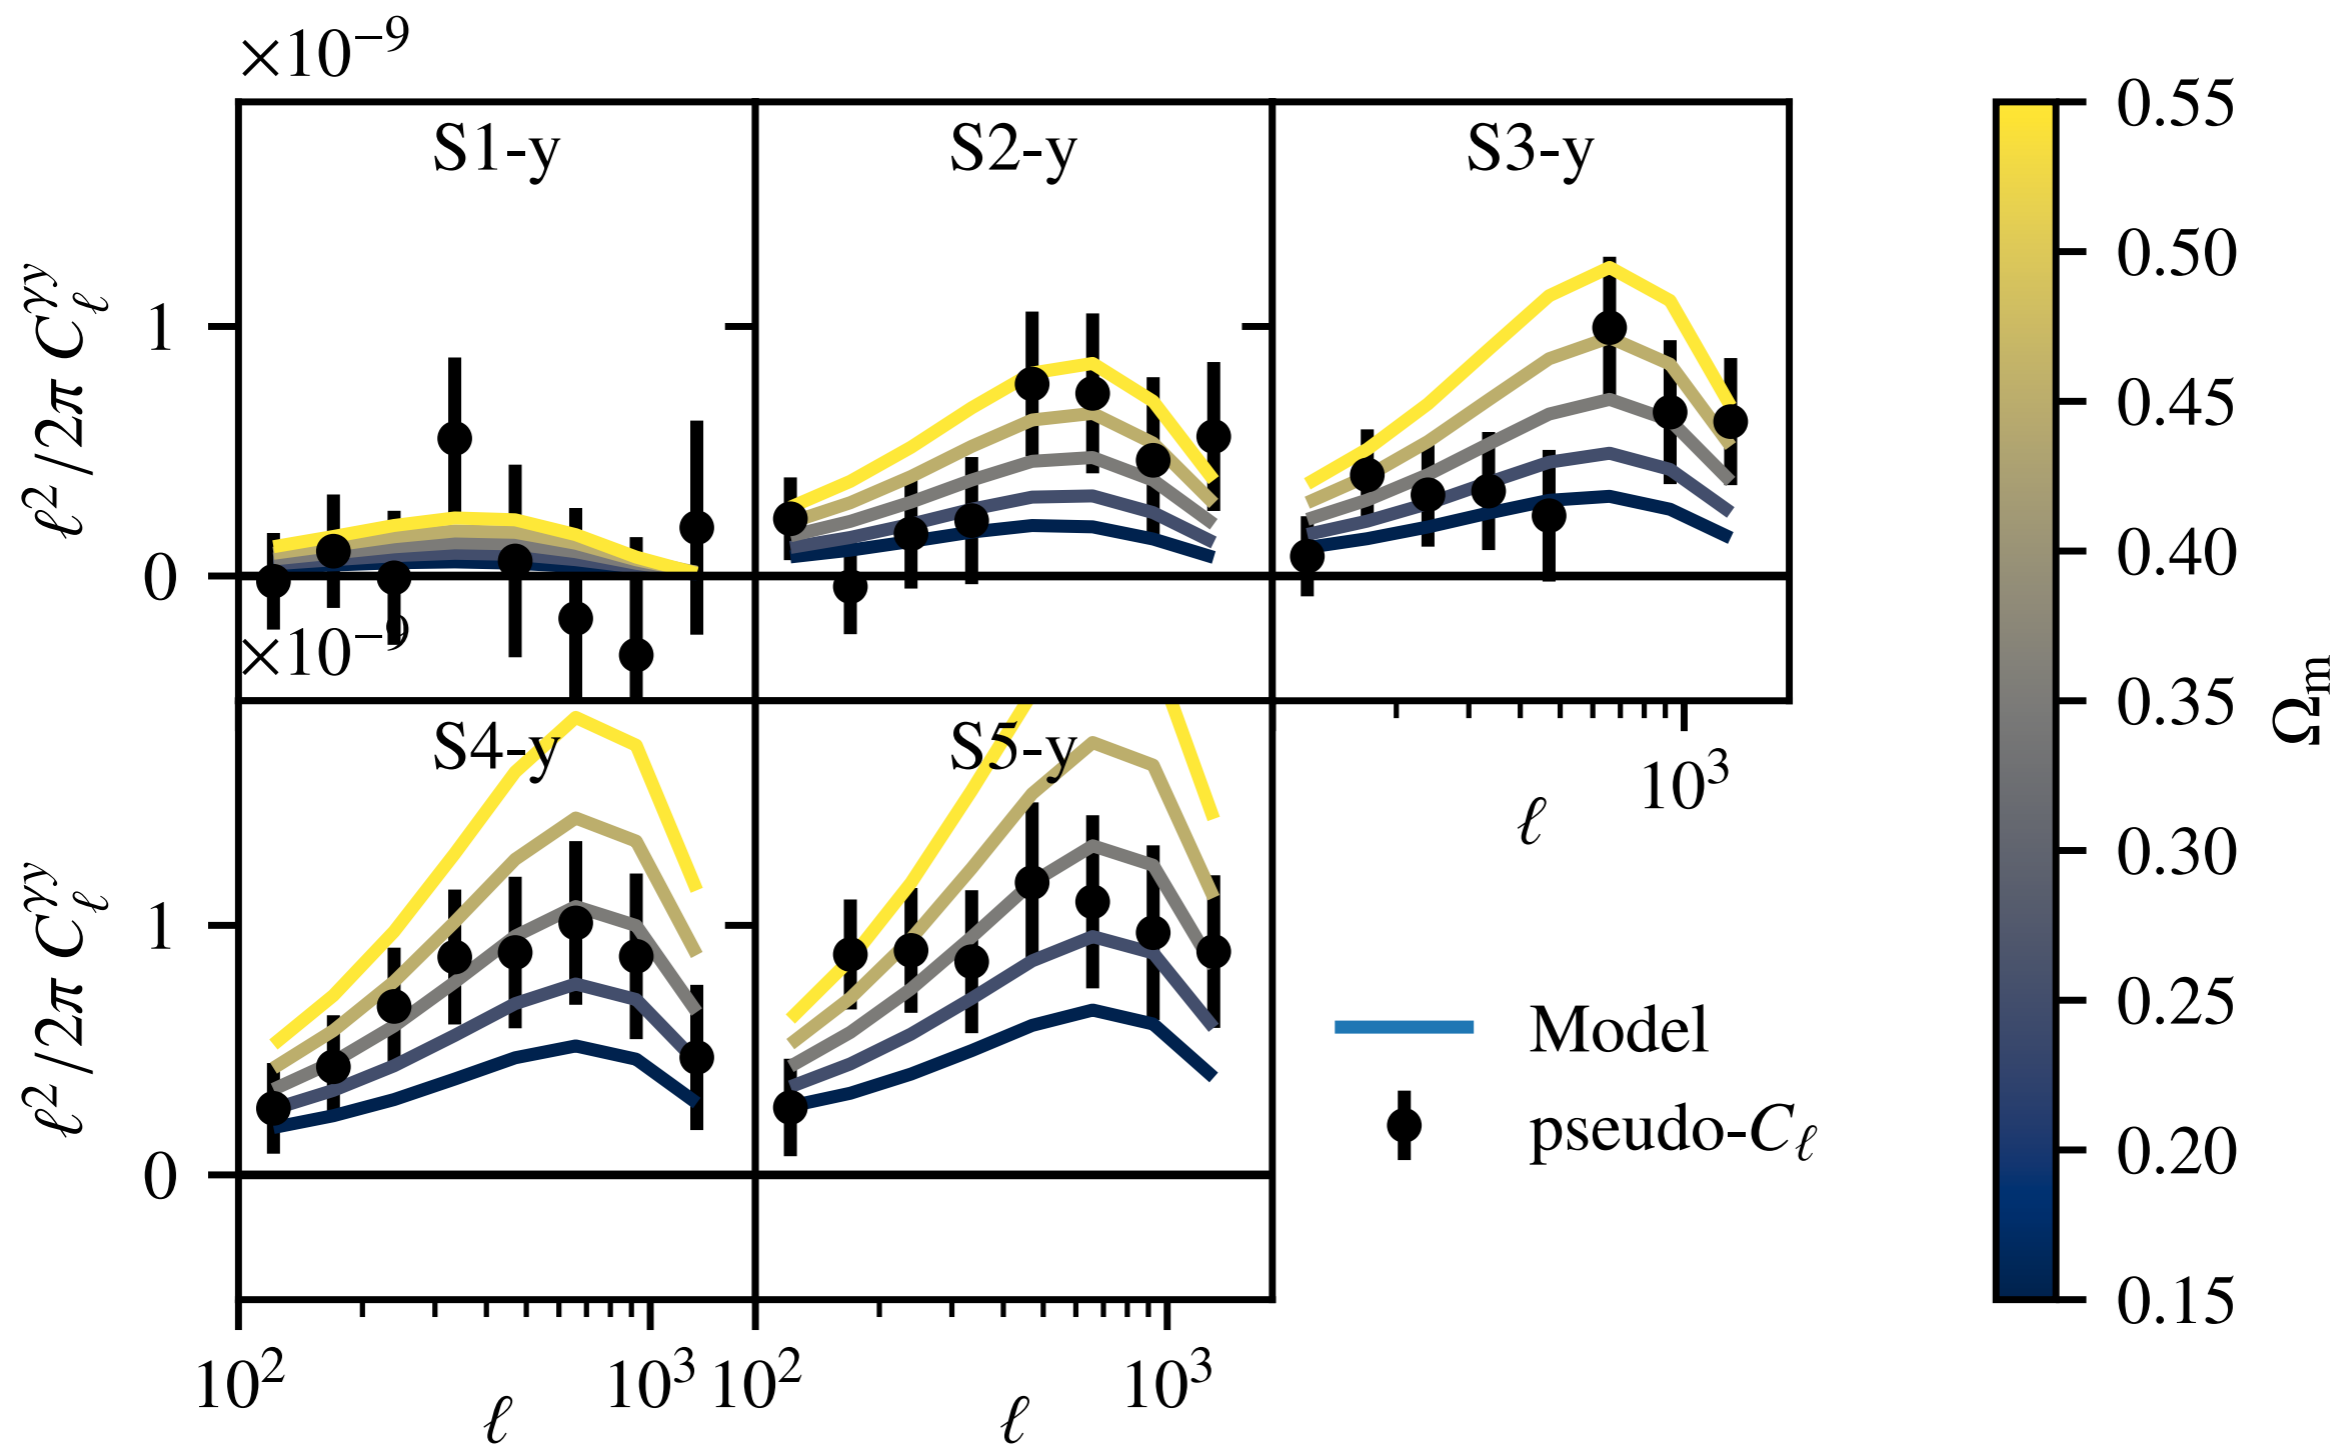 ×10⁻⁹
S1-y
S2-y
S3-y
ℓ²/2π C_ℓ^{γy}
1
0
×10⁻⁹
10³
ℓ
S4-y
S5-y
ℓ²/2π C_ℓ^{γy}
1
0
10²
10³
10²
10³
ℓ
ℓ
Model
pseudo-C_ℓ
0.55
0.50
0.45
0.40
0.35
0.30
0.25
0.20
0.15
Ω_m